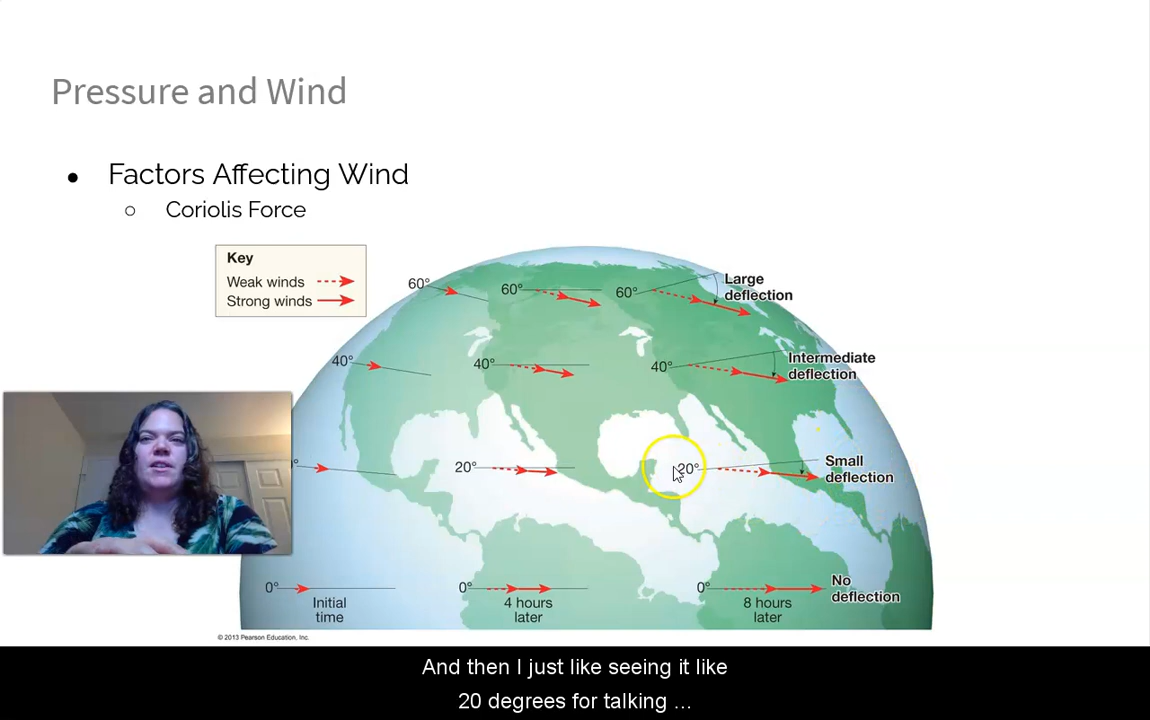 Pressure and Wind
● Factors Affecting Wind
○ Coriolis Force
Key
Weak winds
Strong winds
60°
60°
60°
Large
deflection
40°
40°
40°
Intermediate
deflection
°
20°
20°
Small
deflection
0°
0°
0°
No
deflection
Initial
time
4 hours
later
8 hours
later
© 2013 Pearson Education, Inc.
And then I just like seeing it like
20 degrees for talking ...